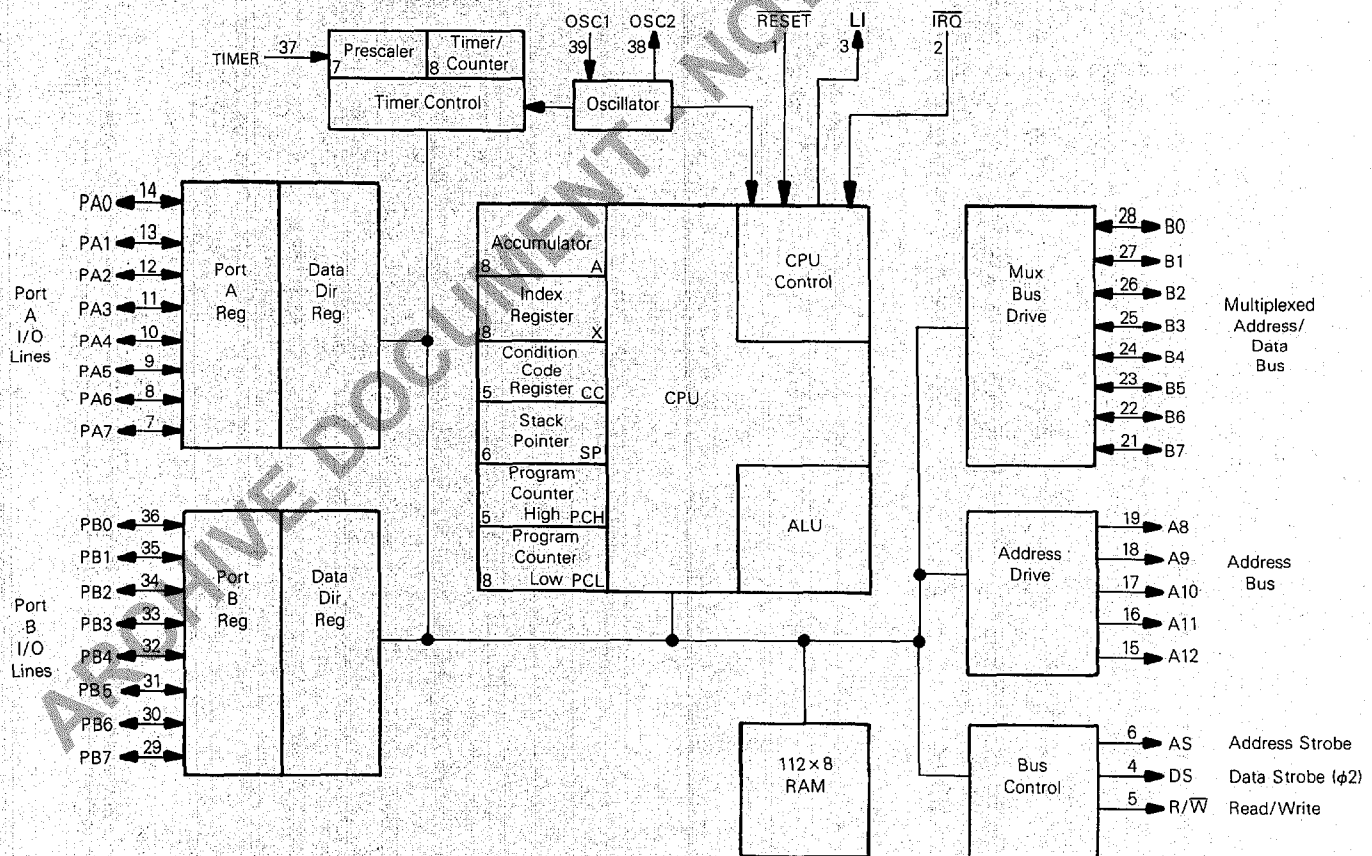 OSC1 OSC2 RESET LI IRQ
39 38 1 3 2
TIMER 37
Prescaler
7
Timer/
Counter
8
Timer Control
Oscillator
Port
A
I/O
Lines
PA0 14
PA1 13
PA2 12
PA3 11
PA4 10
PA5 9
PA6 8
PA7 7
Port
A
Reg
Data
Dir
Reg
Accumulator
8 A
Index
Register
8 X
Condition
Code
Register
5 CC
Stack
Pointer
6 SP
Program
Counter
High
5 PCH
Program
Counter
Low
8 PCL
CPU
CPU
Control
ALU
Mux
Bus
Drive
28 B0
27 B1
26 B2
25 B3
24 B4
23 B5
22 B6
21 B7
Multiplexed
Address/
Data
Bus
Port
B
I/O
Lines
PB0 36
PB1 35
PB2 34
PB3 33
PB4 32
PB5 31
PB6 30
PB7 29
Port
B
Reg
Data
Dir
Reg
Address
Drive
19 A8
18 A9
17 A10
16 A11
15 A12
Address
Bus
112×8
RAM
Bus
Control
6 AS Address Strobe
4 DS Data Strobe (ϕ2)
5 R/W̅ Read/Write
ARCHIVE DOCUMENT - NO